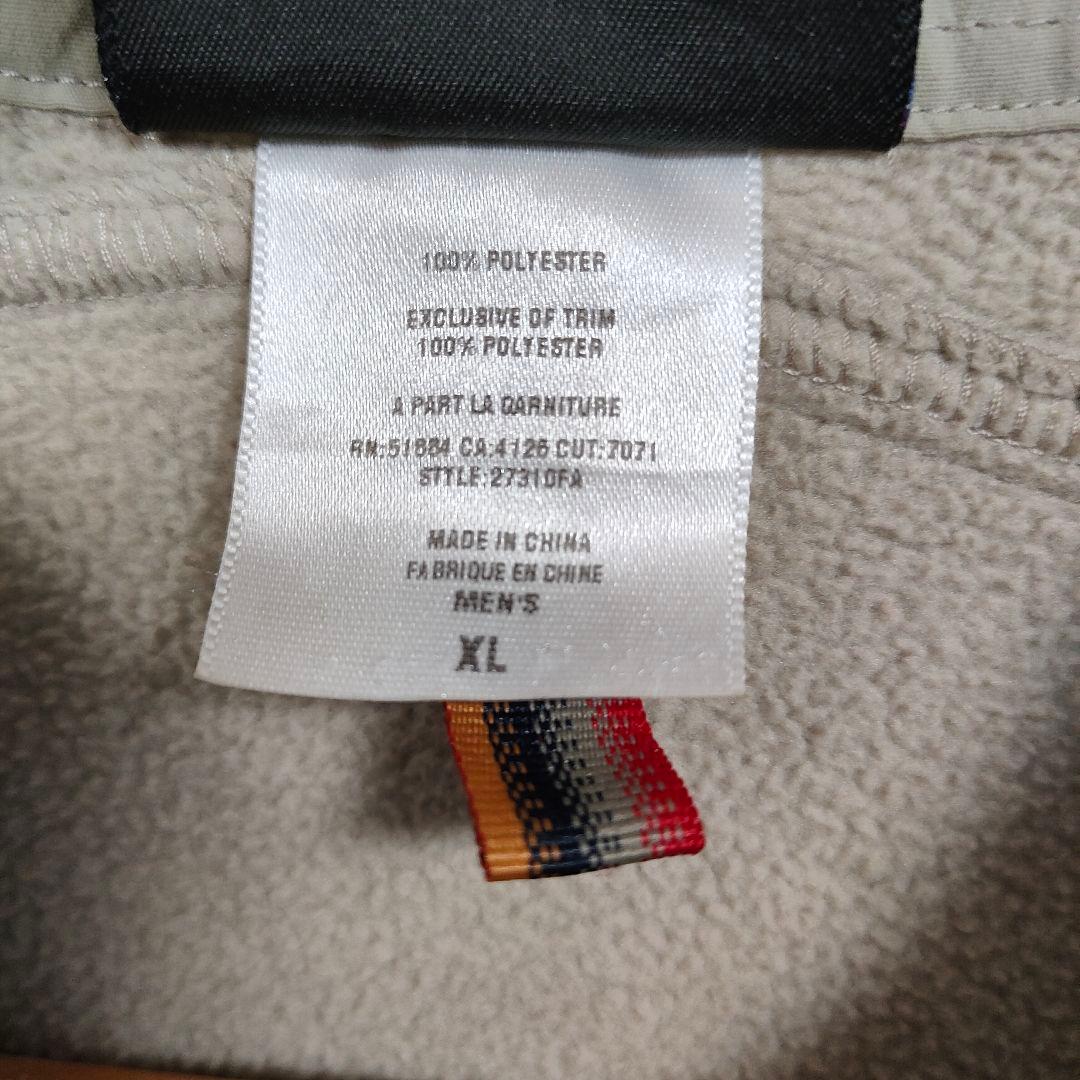 100% POLYESTER
EXCLUSIVE OF TRIM
100% POLYESTER
A PART LA GARNITURE
RN:51884 CA:4126 CUT:7071
STYLE:27310FA
MADE IN CHINA
FABRIQUE EN CHINE
MEN'S
XL